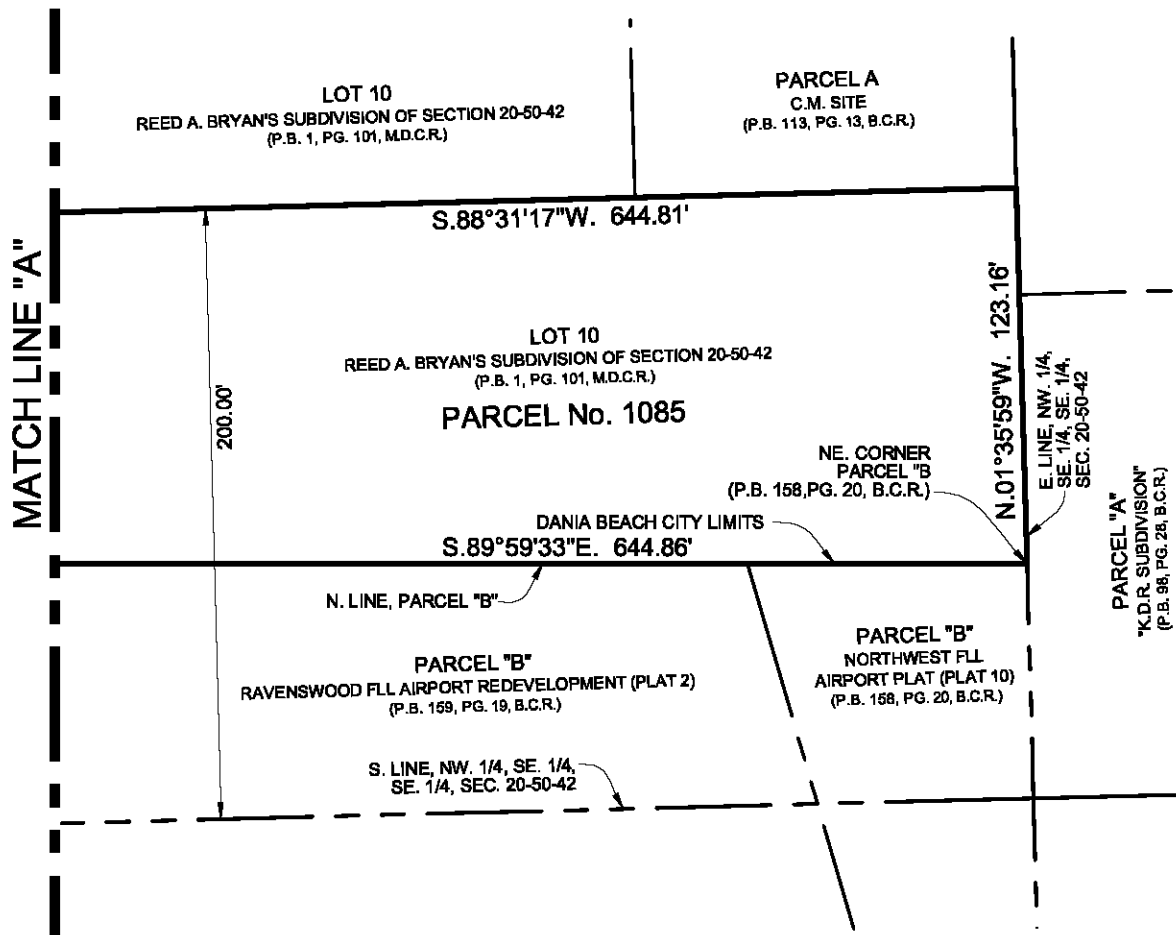 LOT 10
REED A. BRYAN'S SUBDIVISION OF SECTION 20-50-42
(P.B. 1, PG. 101, M.D.C.R.)
PARCEL A
C.M. SITE
(P.B. 113, PG. 13, B.C.R.)
S.88°31'17"W. 644.81'
MATCH LINE "A"
200.00'
LOT 10
REED A. BRYAN'S SUBDIVISION OF SECTION 20-50-42
(P.B. 1, PG. 101, M.D.C.R.)
PARCEL No. 1085
N.01°35'59"W. 123.16'
E. LINE, NW. 1/4,
SE. 1/4, SE. 1/4,
SEC. 20-50-42
NE. CORNER
PARCEL "B
(P.B. 158,PG. 20, B.C.R.)
PARCEL "A"
"K.D.R. SUBDIVISION"
(P.B. 98, PG. 28, B.C.R.)
DANIA BEACH CITY LIMITS
S.89°59'33"E. 644.86'
N. LINE, PARCEL "B"
PARCEL "B"
RAVENSWOOD FLL AIRPORT REDEVELOPMENT (PLAT 2)
(P.B. 159, PG. 19, B.C.R.)
PARCEL "B"
NORTHWEST FLL
AIRPORT PLAT (PLAT 10)
(P.B. 158, PG. 20, B.C.R.)
S. LINE, NW. 1/4, SE. 1/4,
SE. 1/4, SEC. 20-50-42